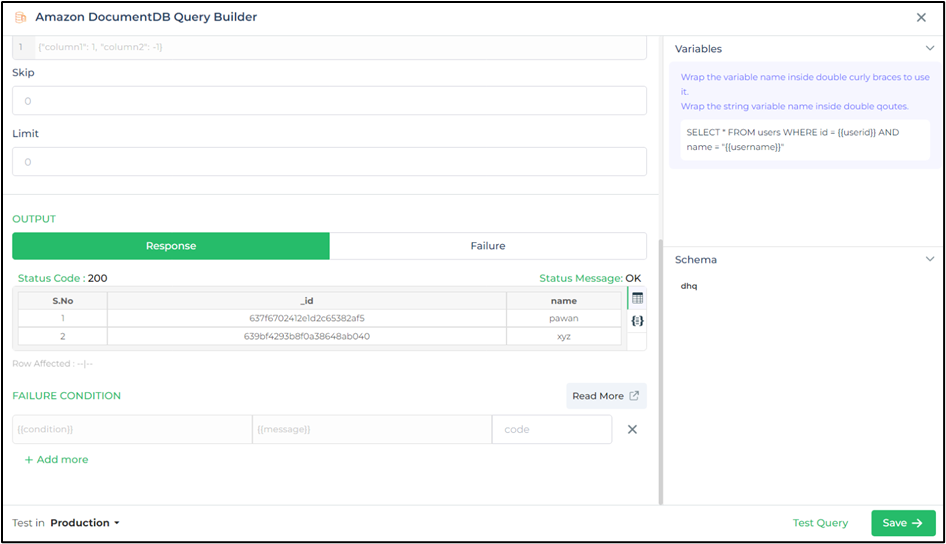 Amazon DocumentDB Query Builder
1 {"column1": 1, "column2": -1}
Skip
0
Limit
0
OUTPUT
Response Failure
Status Code : 200 Status Message: OK
S.No _id name
1 637f6702412e1d2c65382af5 pawan
2 639bf4293b8f0a38648ab040 xyz
Row Affected : --|--
FAILURE CONDITION Read More
{{condition}} {{message}} code
+ Add more
Test in Production
Variables
Wrap the variable name inside double curly braces to use
it.
Wrap the string variable name inside double qoutes.
SELECT * FROM users WHERE id = {{userid}} AND
name = "{{username}}"
Schema
dhq
Test Query Save